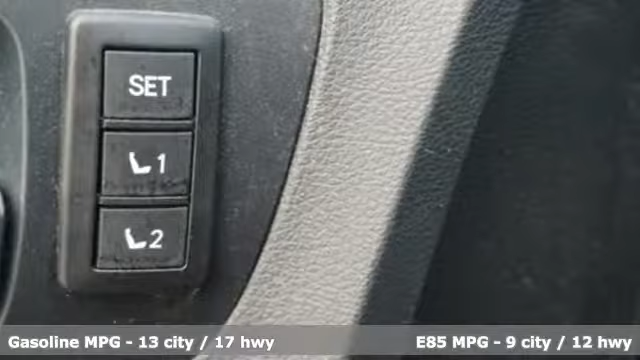 SET
1
2
Gasoline MPG - 13 city / 17 hwy
E85 MPG - 9 city / 12 hwy